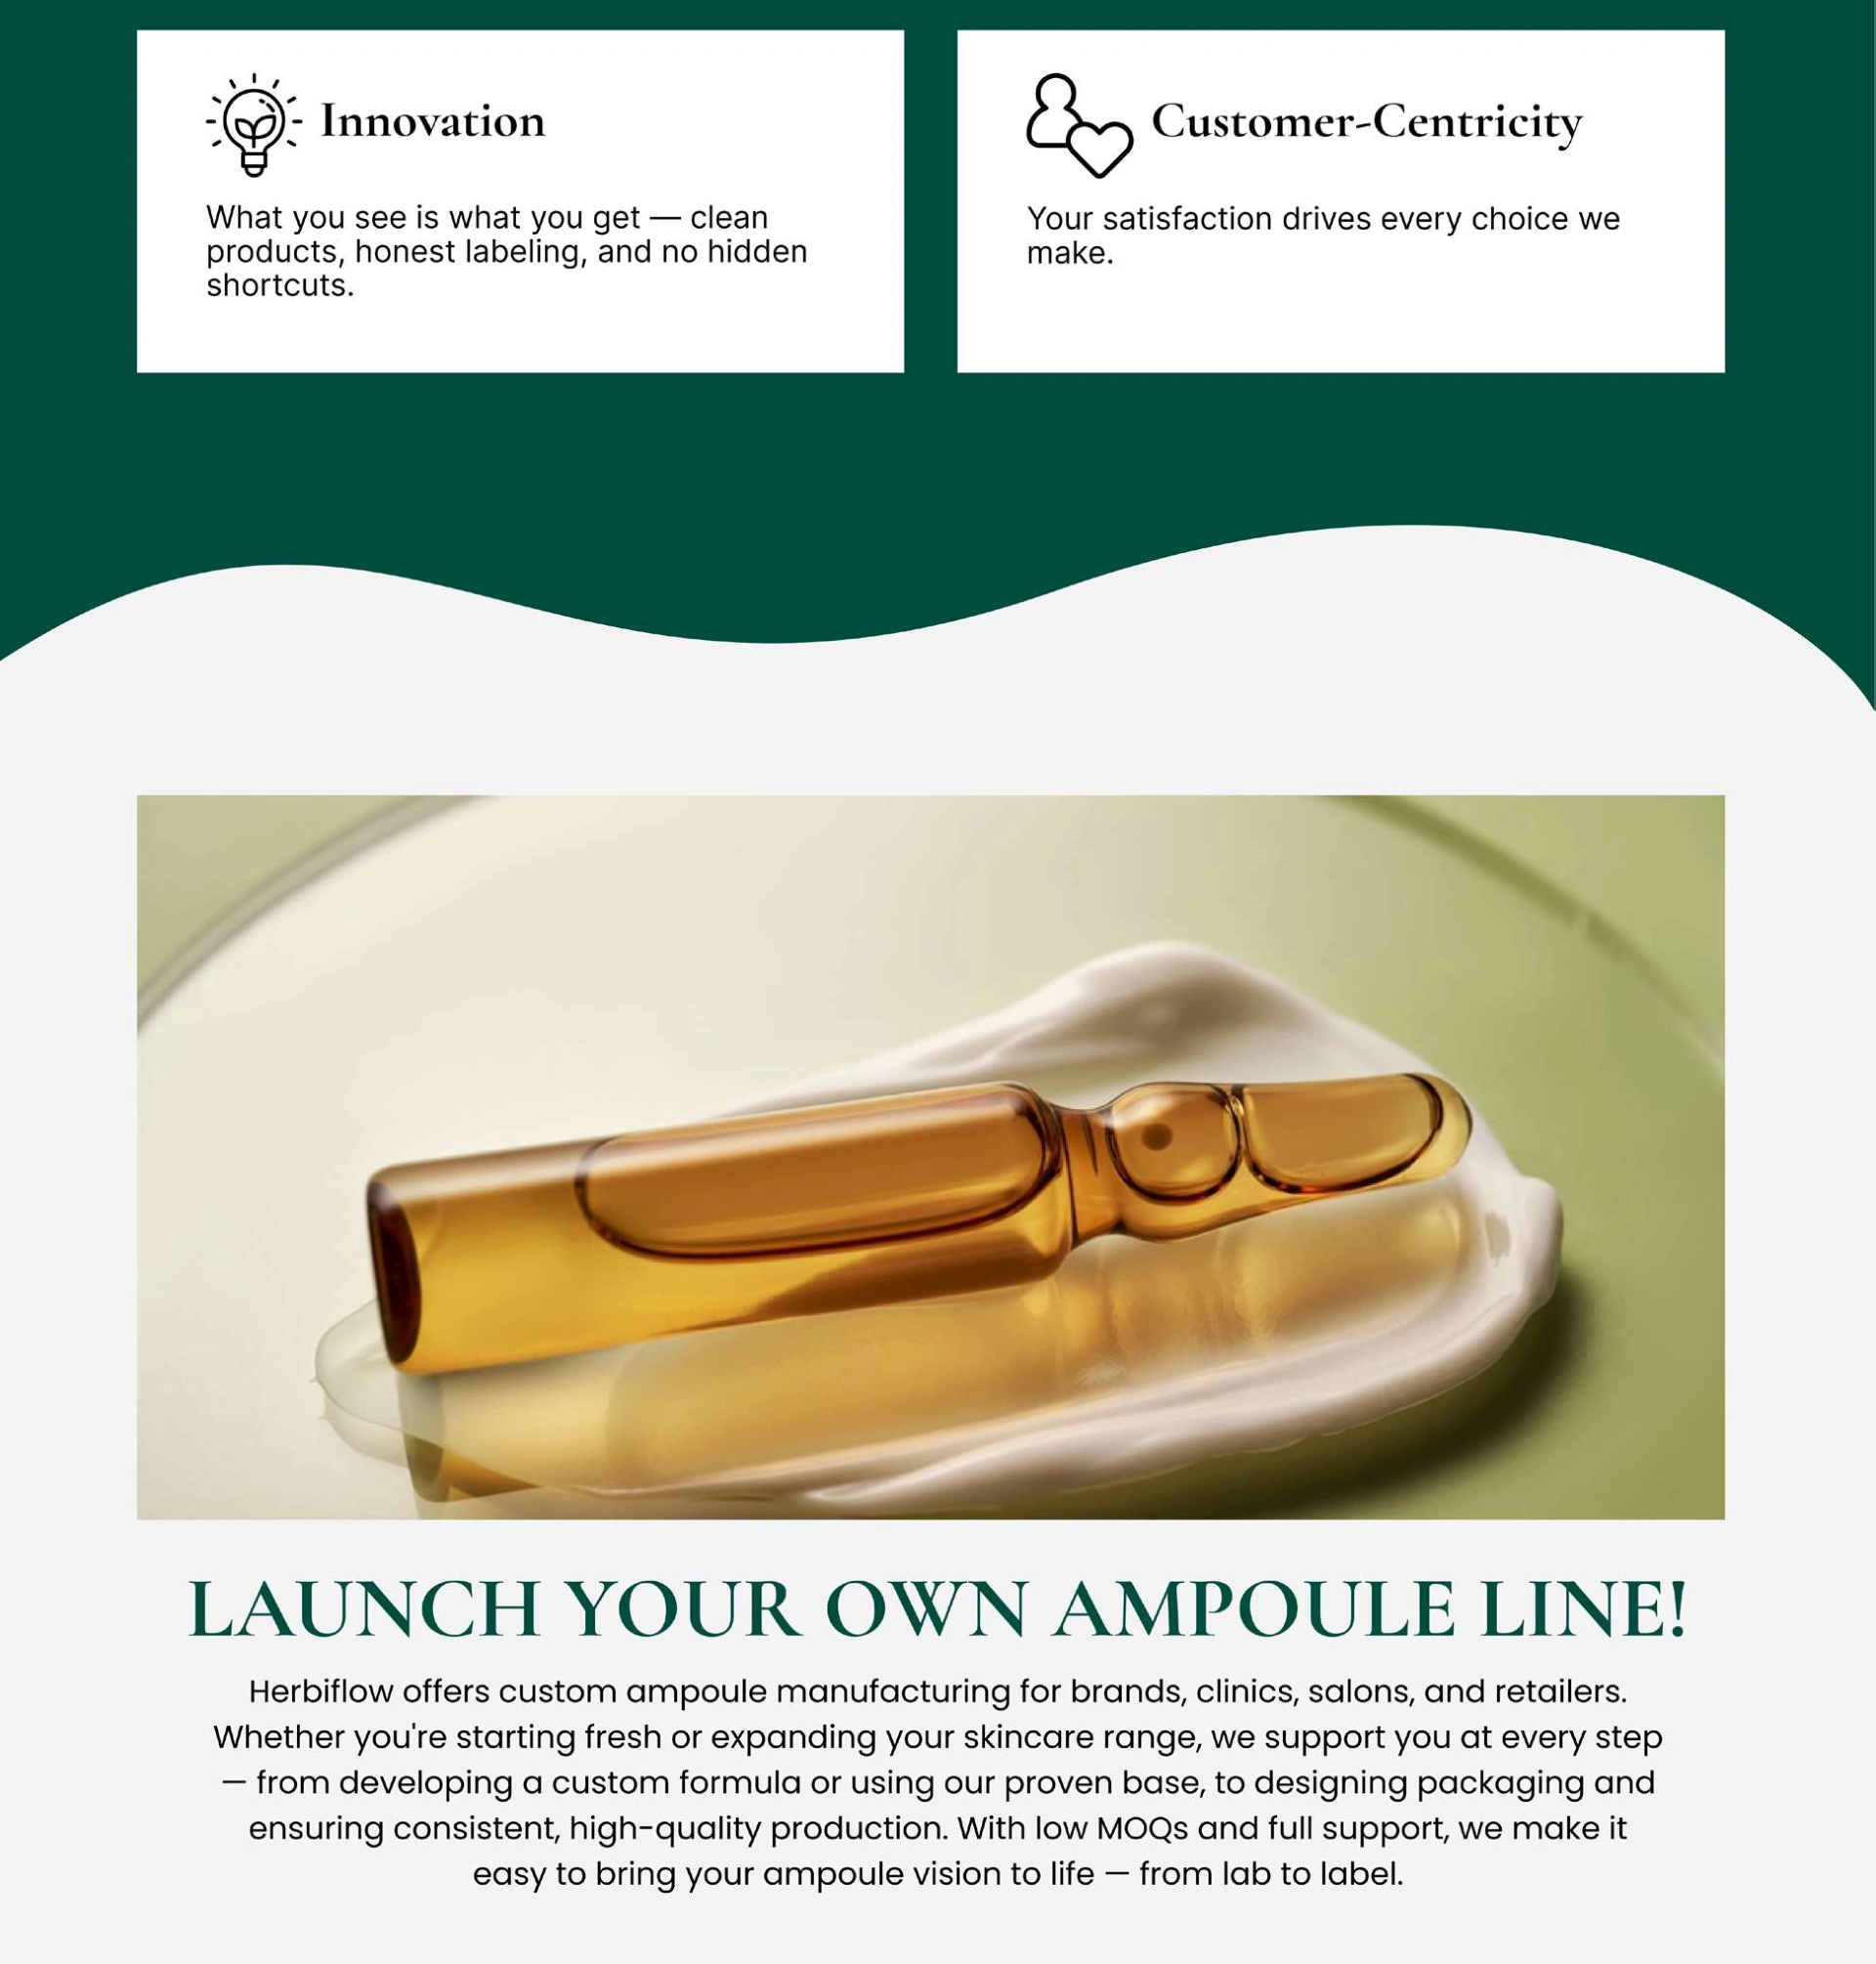 Innovation
What you see is what you get — clean
products, honest labeling, and no hidden
shortcuts.
Customer-Centricity
Your satisfaction drives every choice we
make.
LAUNCH YOUR OWN AMPOULE LINE!
Herbiflow offers custom ampoule manufacturing for brands, clinics, salons, and retailers.
Whether you're starting fresh or expanding your skincare range, we support you at every step
— from developing a custom formula or using our proven base, to designing packaging and
ensuring consistent, high-quality production. With low MOQs and full support, we make it
easy to bring your ampoule vision to life — from lab to label.